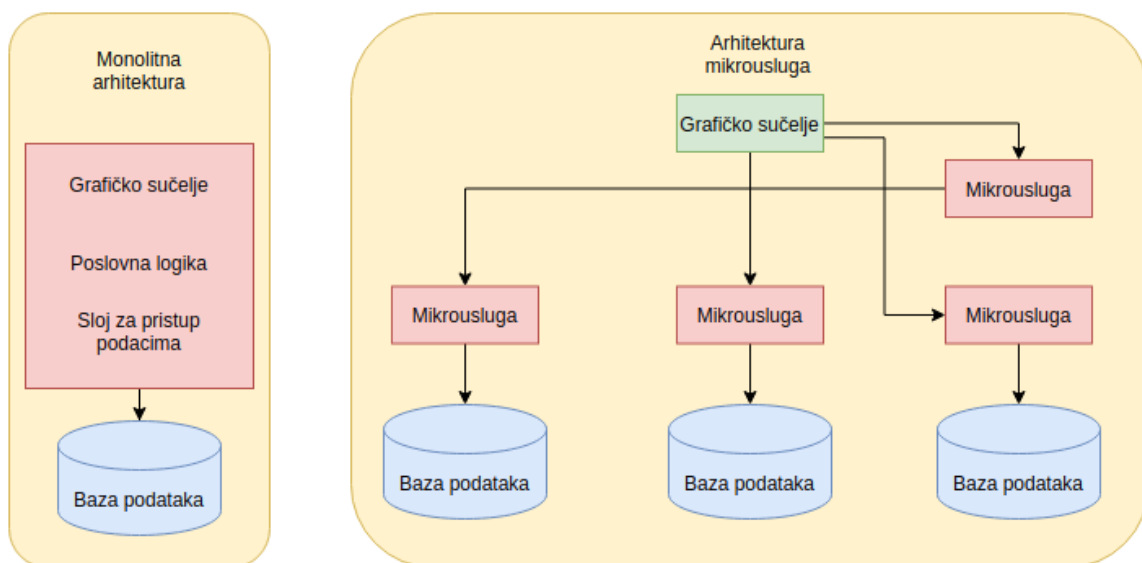 Monolitna
arhitektura
Grafičko sučelje
Poslovna logika
Sloj za pristup
podacima
Baza podataka
Arhitektura
mikrousluga
Grafičko sučelje
Mikrousluga
Mikrousluga
Mikrousluga
Mikrousluga
Baza podataka
Baza podataka
Baza podataka